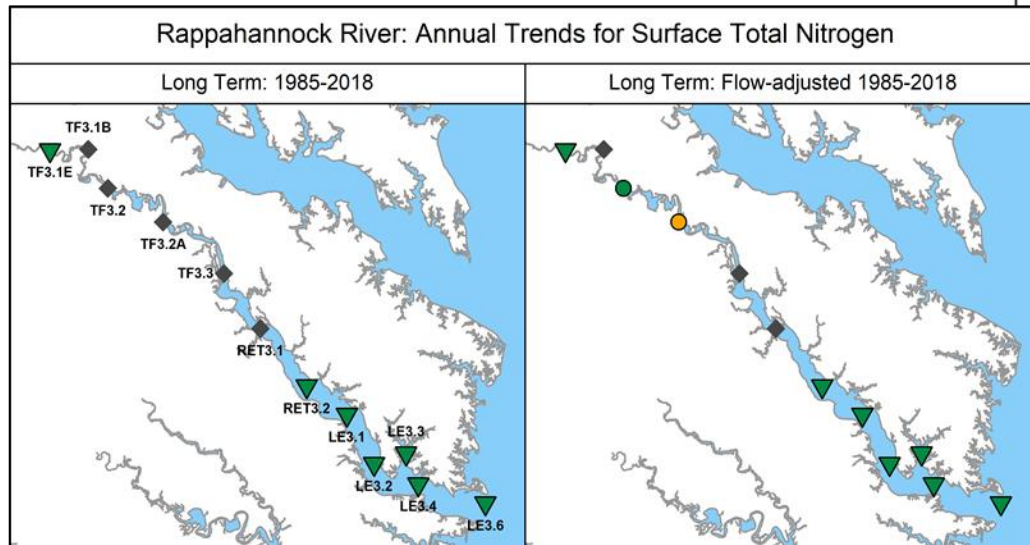 Rappahannock River: Annual Trends for Surface Total Nitrogen
Long Term: 1985-2018
Long Term: Flow-adjusted 1985-2018
TF3.1B
TF3.1E
TF3.2
TF3.2A
TF3.3
RET3.1
RET3.2
LE3.1
LE3.3
LE3.2
LE3.4
LE3.6